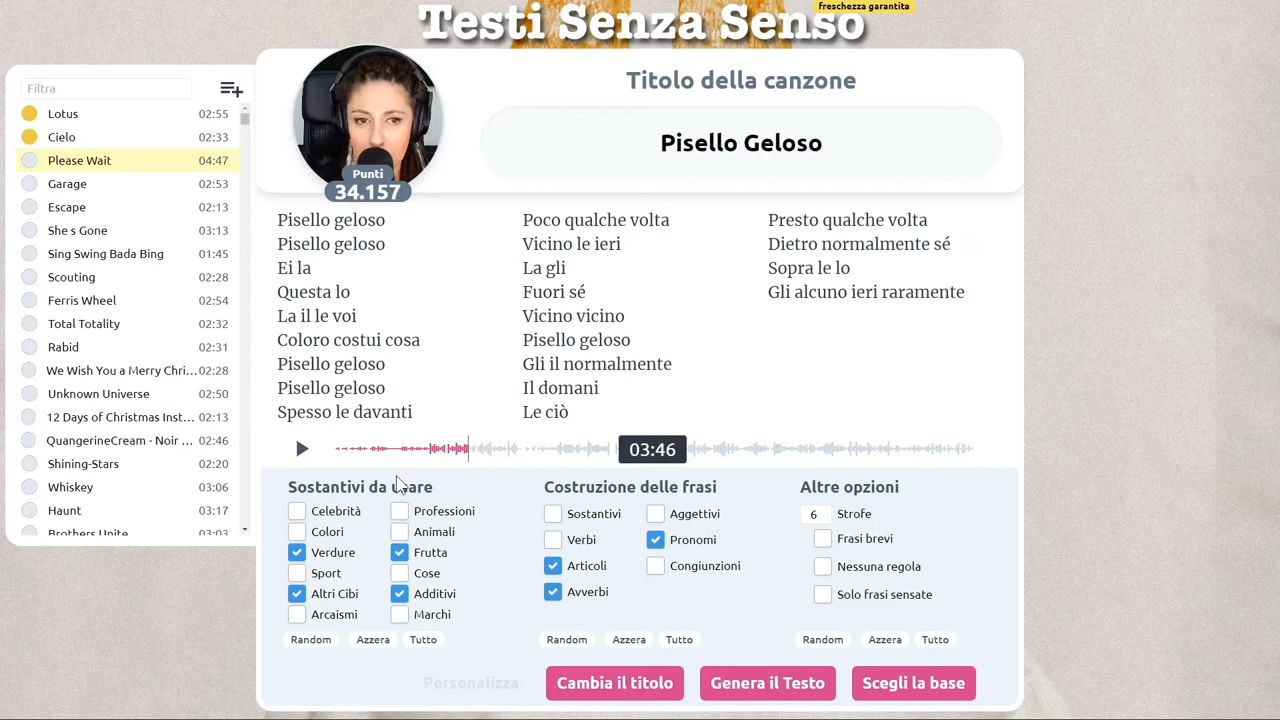 freschezza garantita
Testi Senza Senso
Filtra
Lotus 02:55
Cielo 02:33
Please Wait 04:47
Garage 02:53
Escape 02:13
She s Gone 03:13
Sing Swing Bada Bing 01:45
Scouting 02:28
Ferris Wheel 02:54
Total Totality 02:32
Rabid 02:31
We Wish You a Merry Chri... 02:28
Unknown Universe 02:50
12 Days of Christmas Inst... 02:13
QuangerineCream - Noir ... 02:46
Shining-Stars 02:20
Whiskey 03:06
Haunt 03:17
Brothers Unite 03:03
Titolo della canzone
Pisello Geloso
Punti
34.157
Pisello geloso
Pisello geloso
Ei la
Questa lo
La il le voi
Coloro costui cosa
Pisello geloso
Pisello geloso
Spesso le davanti
Poco qualche volta
Vicino le ieri
La gli
Fuori sé
Vicino vicino
Pisello geloso
Gli il normalmente
Il domani
Le ciò
Presto qualche volta
Dietro normalmente sé
Sopra le lo
Gli alcuno ieri raramente
03:46
Sostantivi da usare
Celebrità Professioni
Colori Animali
Verdure Frutta
Sport Cose
Altri Cibi Additivi
Arcaismi Marchi
Random Azzera Tutto
Costruzione delle frasi
Sostantivi Aggettivi
Verbi Pronomi
Articoli Congiunzioni
Avverbi
Random Azzera Tutto
Altre opzioni
6 Strofe
Frasi brevi
Nessuna regola
Solo frasi sensate
Random Azzera Tutto
Personalizza
Cambia il titolo
Genera il Testo
Scegli la base